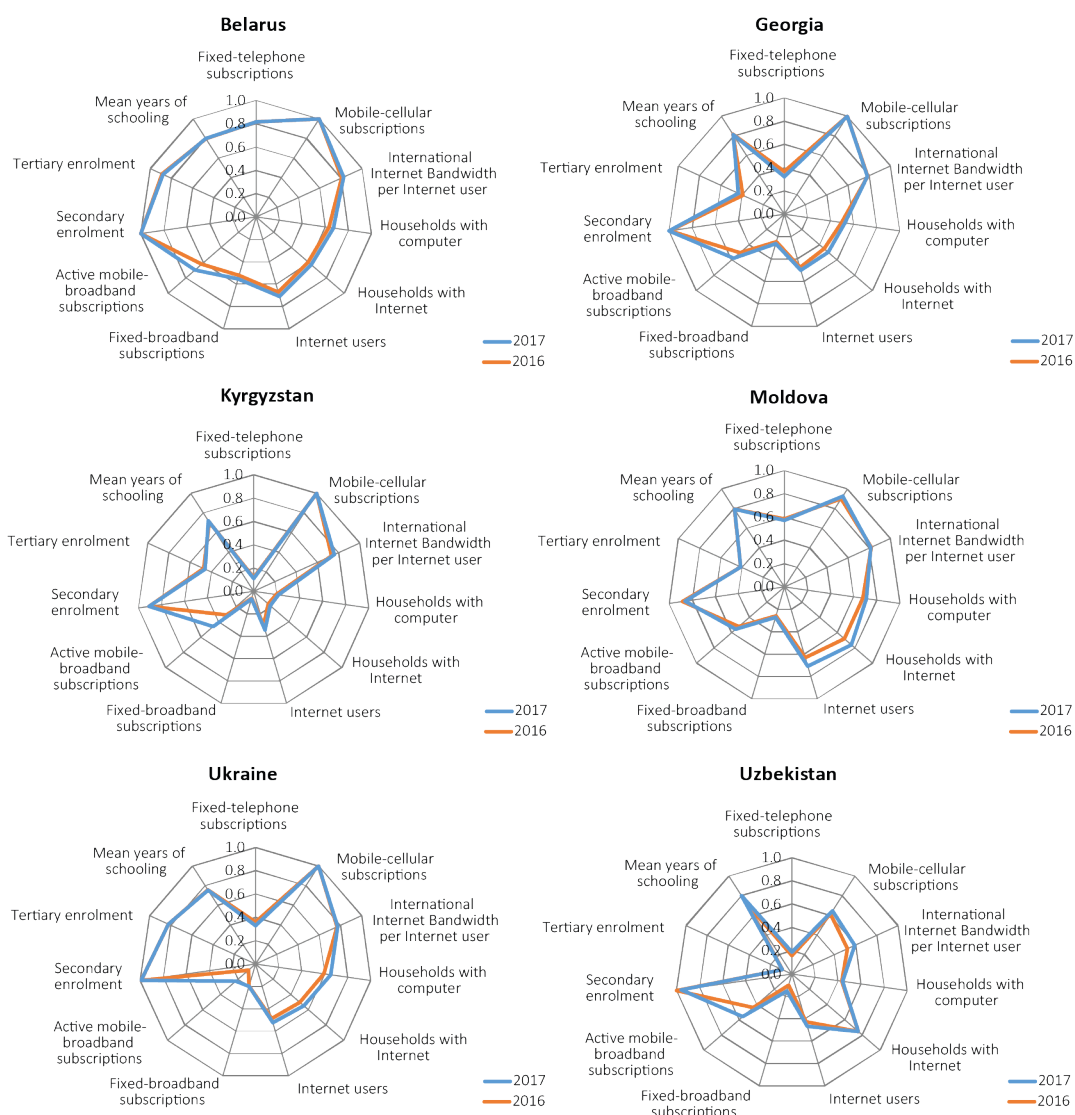 Belarus
Fixed-telephone
subscriptions
Mobile-cellular
subscriptions
International
Internet Bandwidth
per Internet user
Households with
computer
Households with
Internet
Internet users
Fixed-broadband
subscriptions
Active mobile-
broadband
subscriptions
Secondary
enrolment
Tertiary enrolment
Mean years of
schooling
1.0
0.8
0.6
0.4
0.2
0.0
2017
2016
Georgia
Fixed-telephone
subscriptions
Mobile-cellular
subscriptions
International
Internet Bandwidth
per Internet user
Households with
computer
Households with
Internet
Internet users
Fixed-broadband
subscriptions
Active mobile-
broadband
subscriptions
Secondary
enrolment
Tertiary enrolment
Mean years of
schooling
1.0
0.8
0.6
0.4
0.2
0.0
2017
2016
Kyrgyzstan
Fixed-telephone
subscriptions
Mobile-cellular
subscriptions
International
Internet Bandwidth
per Internet user
Households with
computer
Households with
Internet
Internet users
Fixed-broadband
subscriptions
Active mobile-
broadband
subscriptions
Secondary
enrolment
Tertiary enrolment
Mean years of
schooling
1.0
0.8
0.6
0.4
0.2
0.0
2017
2016
Moldova
Fixed-telephone
subscriptions
Mobile-cellular
subscriptions
International
Internet Bandwidth
per Internet user
Households with
computer
Households with
Internet
Internet users
Fixed-broadband
subscriptions
Active mobile-
broadband
subscriptions
Secondary
enrolment
Tertiary enrolment
Mean years of
schooling
1.0
0.8
0.6
0.4
0.2
0.0
2017
2016
Ukraine
Fixed-telephone
subscriptions
Mobile-cellular
subscriptions
International
Internet Bandwidth
per Internet user
Households with
computer
Households with
Internet
Internet users
Fixed-broadband
subscriptions
Active mobile-
broadband
subscriptions
Secondary
enrolment
Tertiary enrolment
Mean years of
schooling
1.0
0.8
0.6
0.4
0.2
0.0
2017
2016
Uzbekistan
Fixed-telephone
subscriptions
Mobile-cellular
subscriptions
International
Internet Bandwidth
per Internet user
Households with
computer
Households with
Internet
Internet users
Fixed-broadband
subscriptions
Active mobile-
broadband
subscriptions
Secondary
enrolment
Tertiary enrolment
Mean years of
schooling
1.0
0.8
0.6
0.4
0.2
0.0
2017
2016